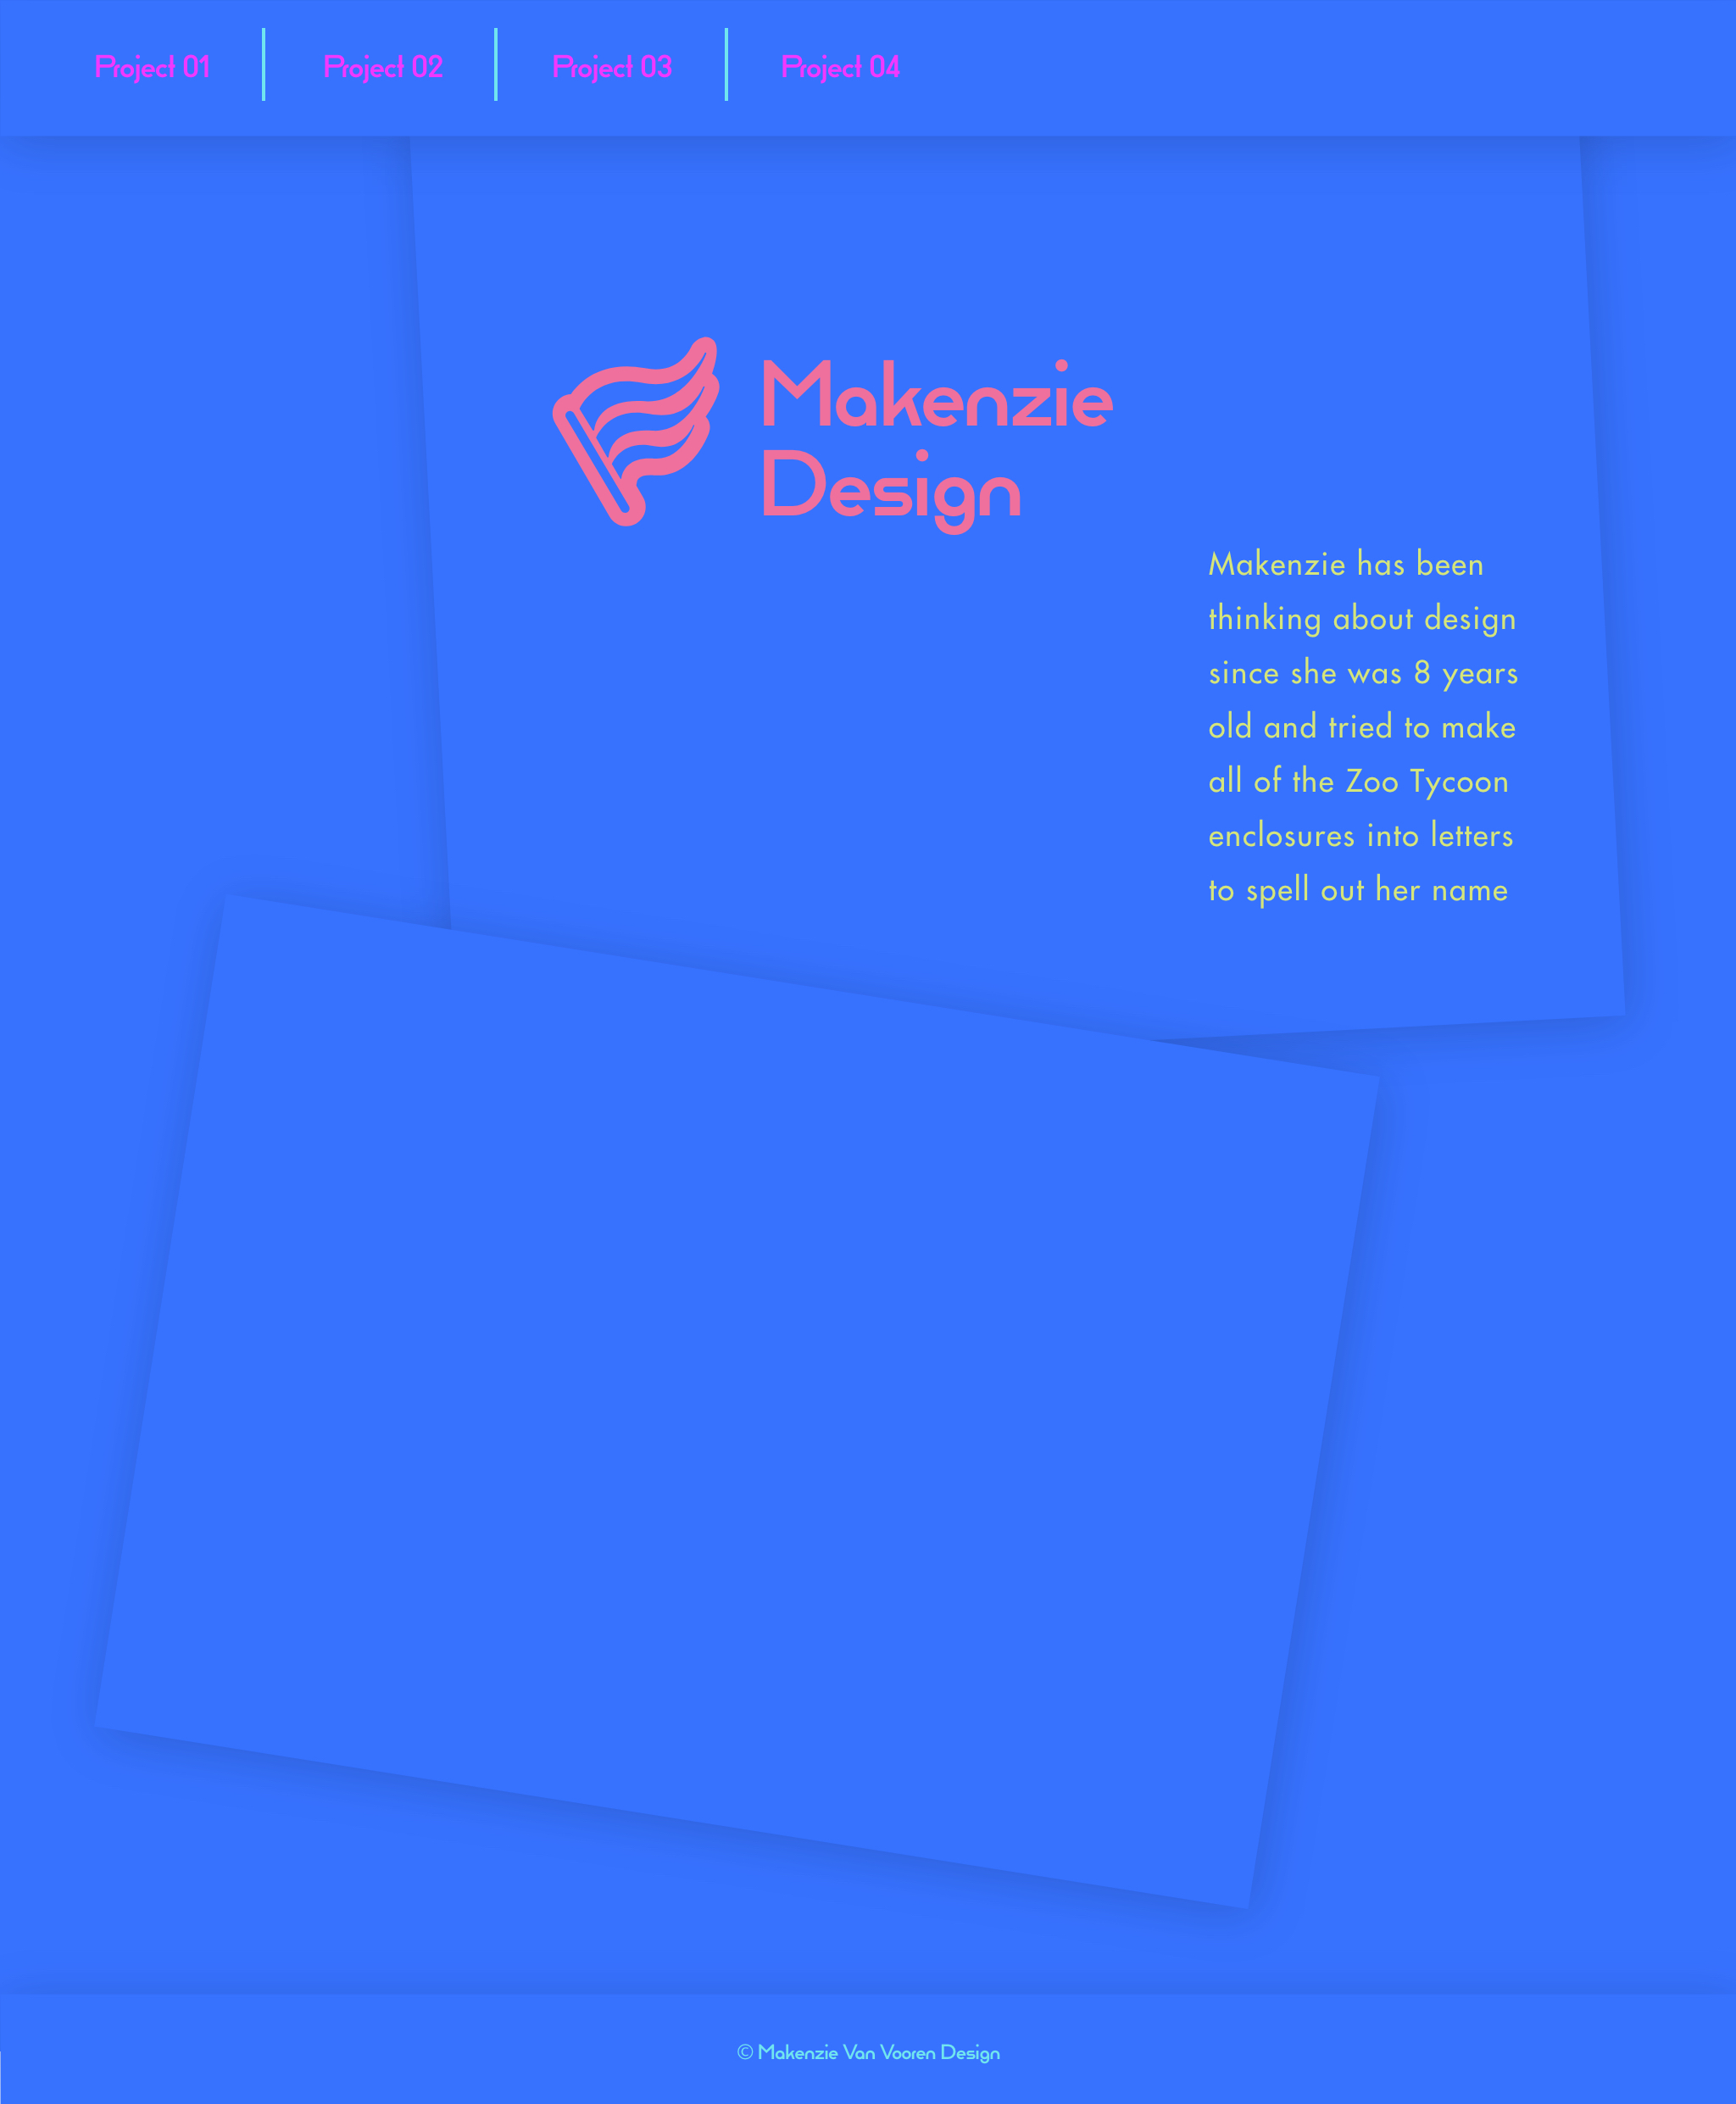 Project 01
Project 02
Project 03
Project 04
Makenzie
Design
Makenzie has been
thinking about design
since she was 8 years
old and tried to make
all of the Zoo Tycoon
enclosures into letters
to spell out her name
© Makenzie Van Vooren Design